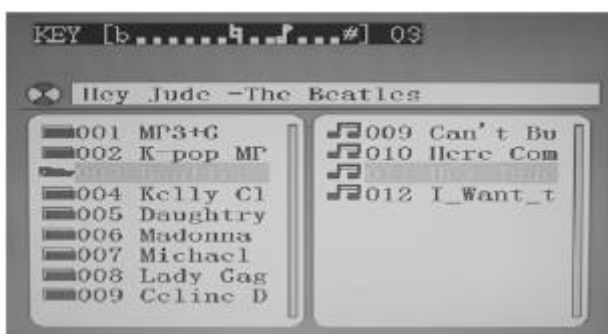 KEY [b......♮..♪...#] 03
Hey Jude -The Beatles
001 MP3+G
002 K-pop MP
004 Kelly Cl
005 Daughtry
006 Madonna
007 Michael
008 Lady Gag
009 Celine D
009 Can't Bu
010 Here Com
012 I_Want_t